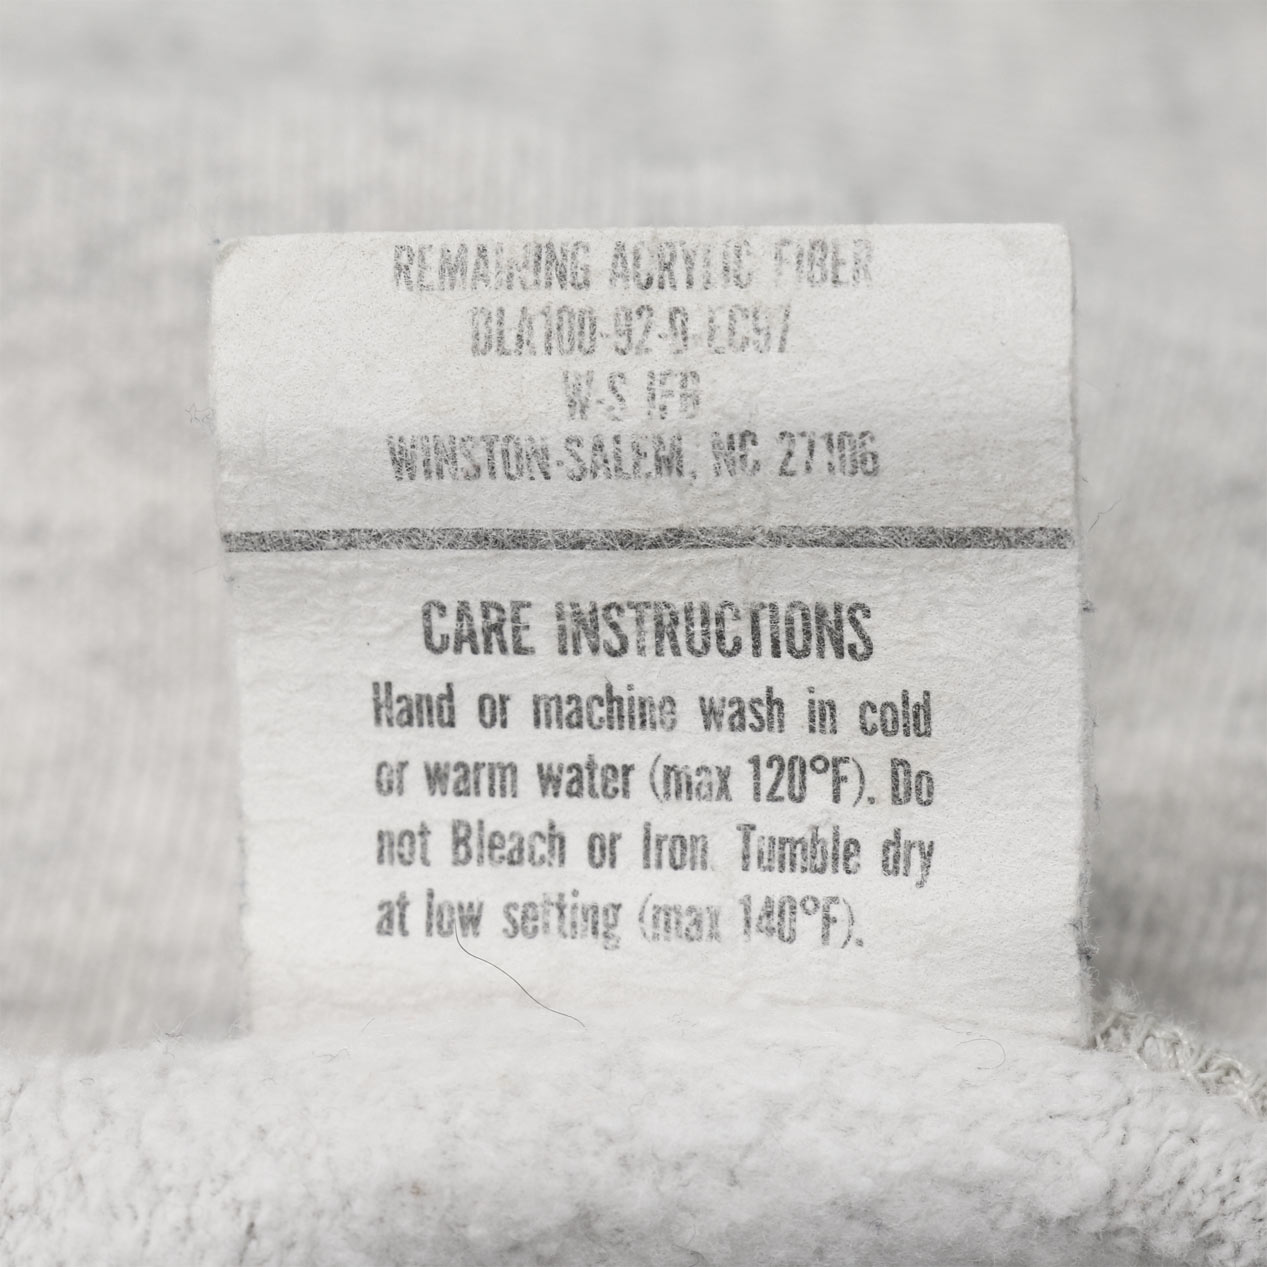 REMAINING ACRYLIC FIBER
DLA100-92-D-EC97
W-S IFB
WINSTON-SALEM, NC 27106
CARE INSTRUCTIONS
Hand or machine wash in cold
or warm water (max 120°F). Do
not Bleach or Iron. Tumble dry
at low setting (max 140°F).